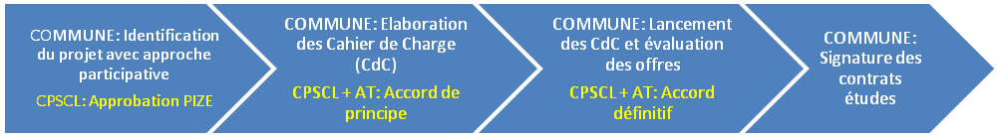 COMMUNE: Identification
du projet avec approche
participative
CPSCL: Approbation PIZE
COMMUNE: Elaboration
des Cahier de Charge
(CdC)
CPSCL + AT: Accord de
principe
COMMUNE: Lancement
des CdC et évaluation
des offres
CPSCL + AT: Accord
définitif
COMMUNE:
Signature des
contrats
études